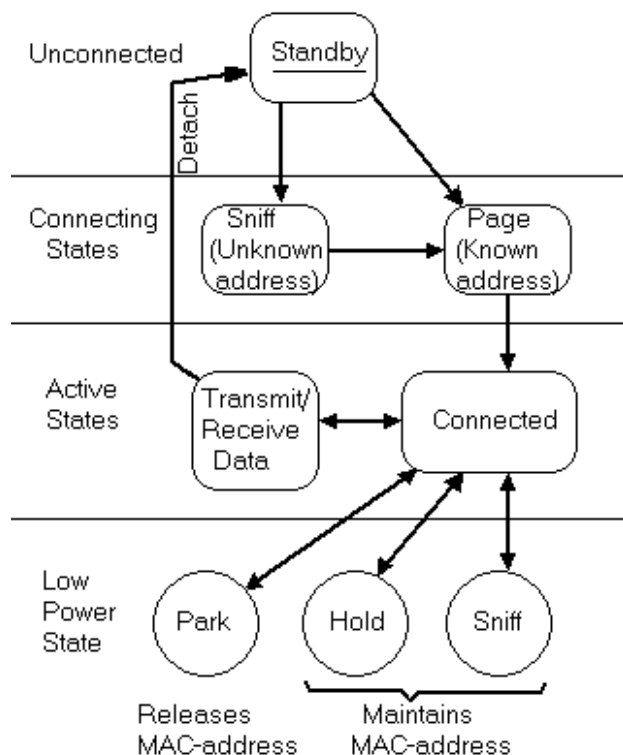 Unconnected
Standby
Detach
Connecting
States
Sniff
(Unknown
address)
Page
(Known
address)
Active
States
Transmit/
Receive
Data
Connected
Low
Power
State
Park
Hold
Sniff
Releases
MAC-address
Maintains
MAC-address